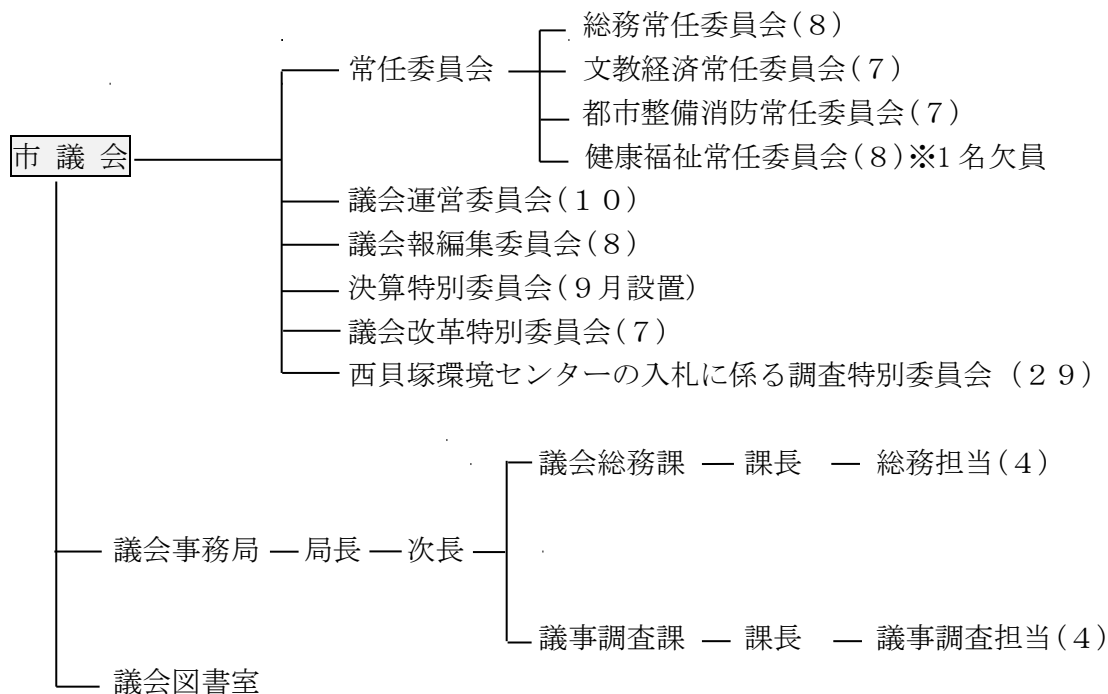 総務常任委員会(８)
常任委員会
文教経済常任委員会(７)
都市整備消防常任委員会(７)
市 議 会
健康福祉常任委員会(８)※1 名欠員
議会運営委員会(１０)
議会報編集委員会(８)
決算特別委員会(９月設置)
議会改革特別委員会(７)
西貝塚環境センターの入札に係る調査特別委員会 (２９)
議会総務課 ― 課長 ― 総務担当(４)
議会事務局 ― 局長 ― 次長
議事調査課 ― 課長 ― 議事調査担当(４)
議会図書室